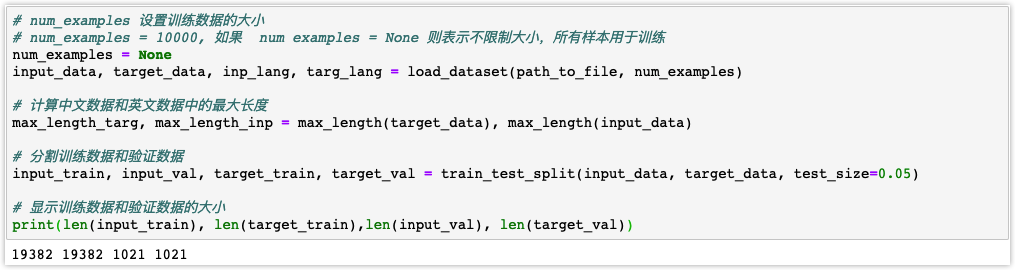 # num_examples 设置训练数据的大小
# num_examples = 10000, 如果 num examples = None 则表示不限制大小，所有样本用于训练
num_examples = None
input_data, target_data, inp_lang, targ_lang = load_dataset(path_to_file, num_examples)
# 计算中文数据和英文数据中的最大长度
max_length_targ, max_length_inp = max_length(target_data), max_length(input_data)
# 分割训练数据和验证数据
input_train, input_val, target_train, target_val = train_test_split(input_data, target_data, test_size=0.05)
# 显示训练数据和验证数据的大小
print(len(input_train), len(target_train),len(input_val), len(target_val))
19382 19382 1021 1021